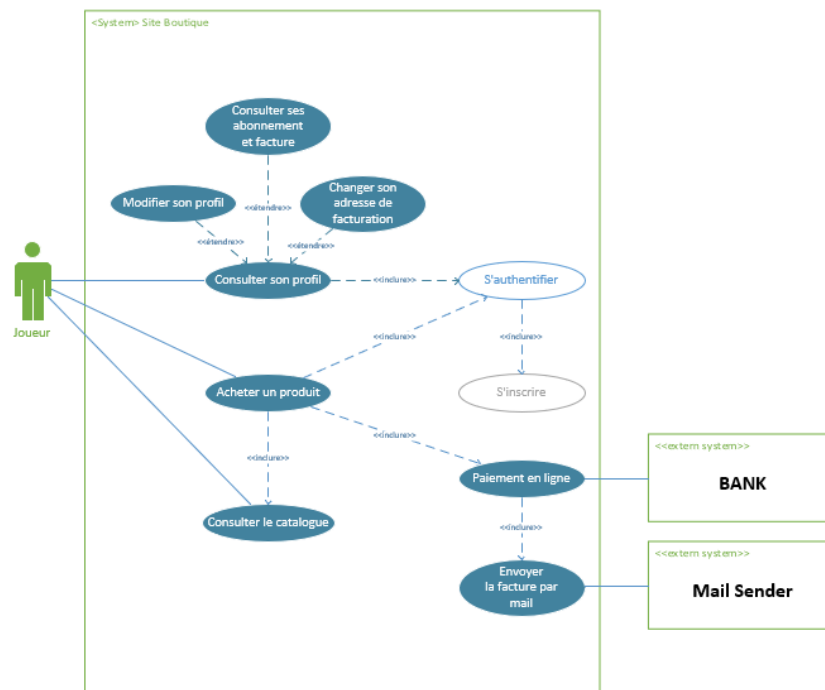 <System> Site Boutique
Consulter ses
abonnement
et facture
Modifier son profil
<<étendre>>
Changer son
adresse de
facturation
<<étendre>>
<<étendre>>
Consulter son profil
<<inclure>>
S'authentifier
Joueur
<<inclure>>
<<inclure>>
Acheter un produit
S'inscrire
<<inclure>>
<<inclure>>
<<extern system>>
BANK
Paiement en ligne
Consulter le catalogue
<<inclure>>
<<extern system>>
Mail Sender
Envoyer
la facture par
mail